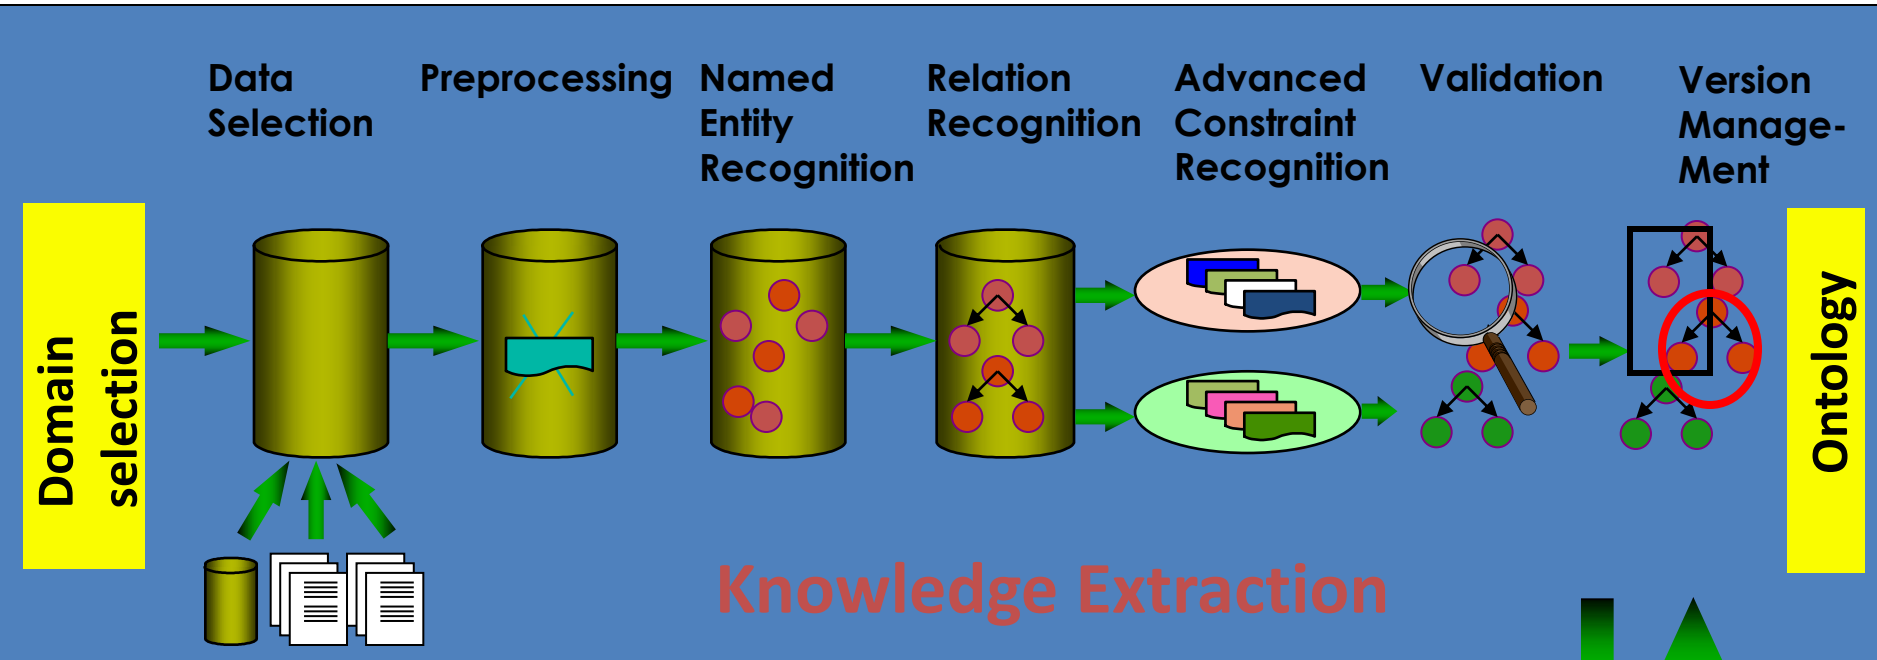 Data
Selection
Preprocessing
Named
Entity
Recognition
Relation
Recognition
Advanced
Constraint
Recognition
Validation
Version
Manage-
Ment
Domain
selection
Ontology
Knowledge Extraction